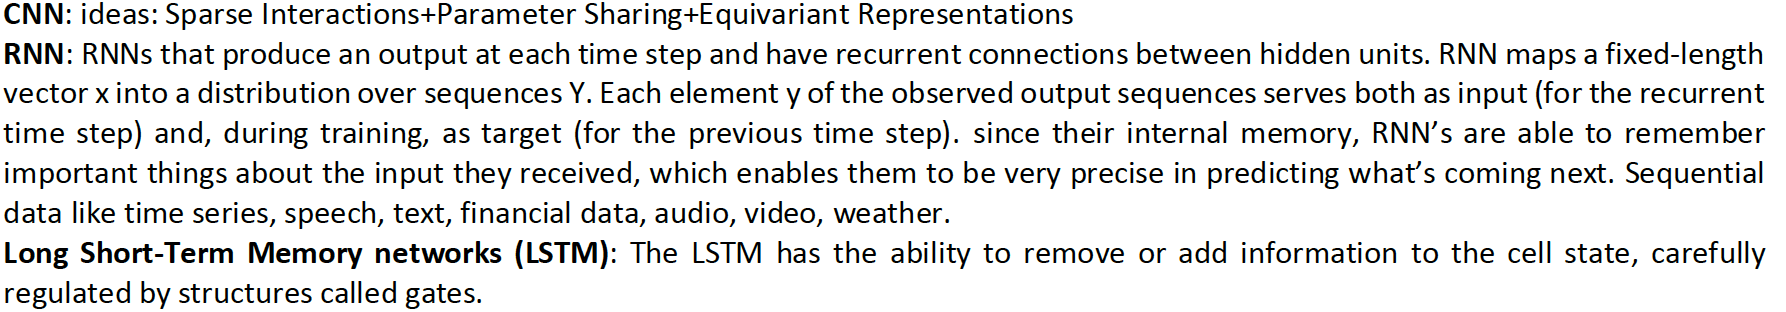 CNN: ideas: Sparse Interactions+Parameter Sharing+Equivariant Representations
RNN: RNNs that produce an output at each time step and have recurrent connections between hidden units. RNN maps a fixed-length
vector x into a distribution over sequences Y. Each element y of the observed output sequences serves both as input (for the recurrent
time step) and, during training, as target (for the previous time step). since their internal memory, RNN’s are able to remember
important things about the input they received, which enables them to be very precise in predicting what’s coming next. Sequential
data like time series, speech, text, financial data, audio, video, weather.
Long Short-Term Memory networks (LSTM): The LSTM has the ability to remove or add information to the cell state, carefully
regulated by structures called gates.